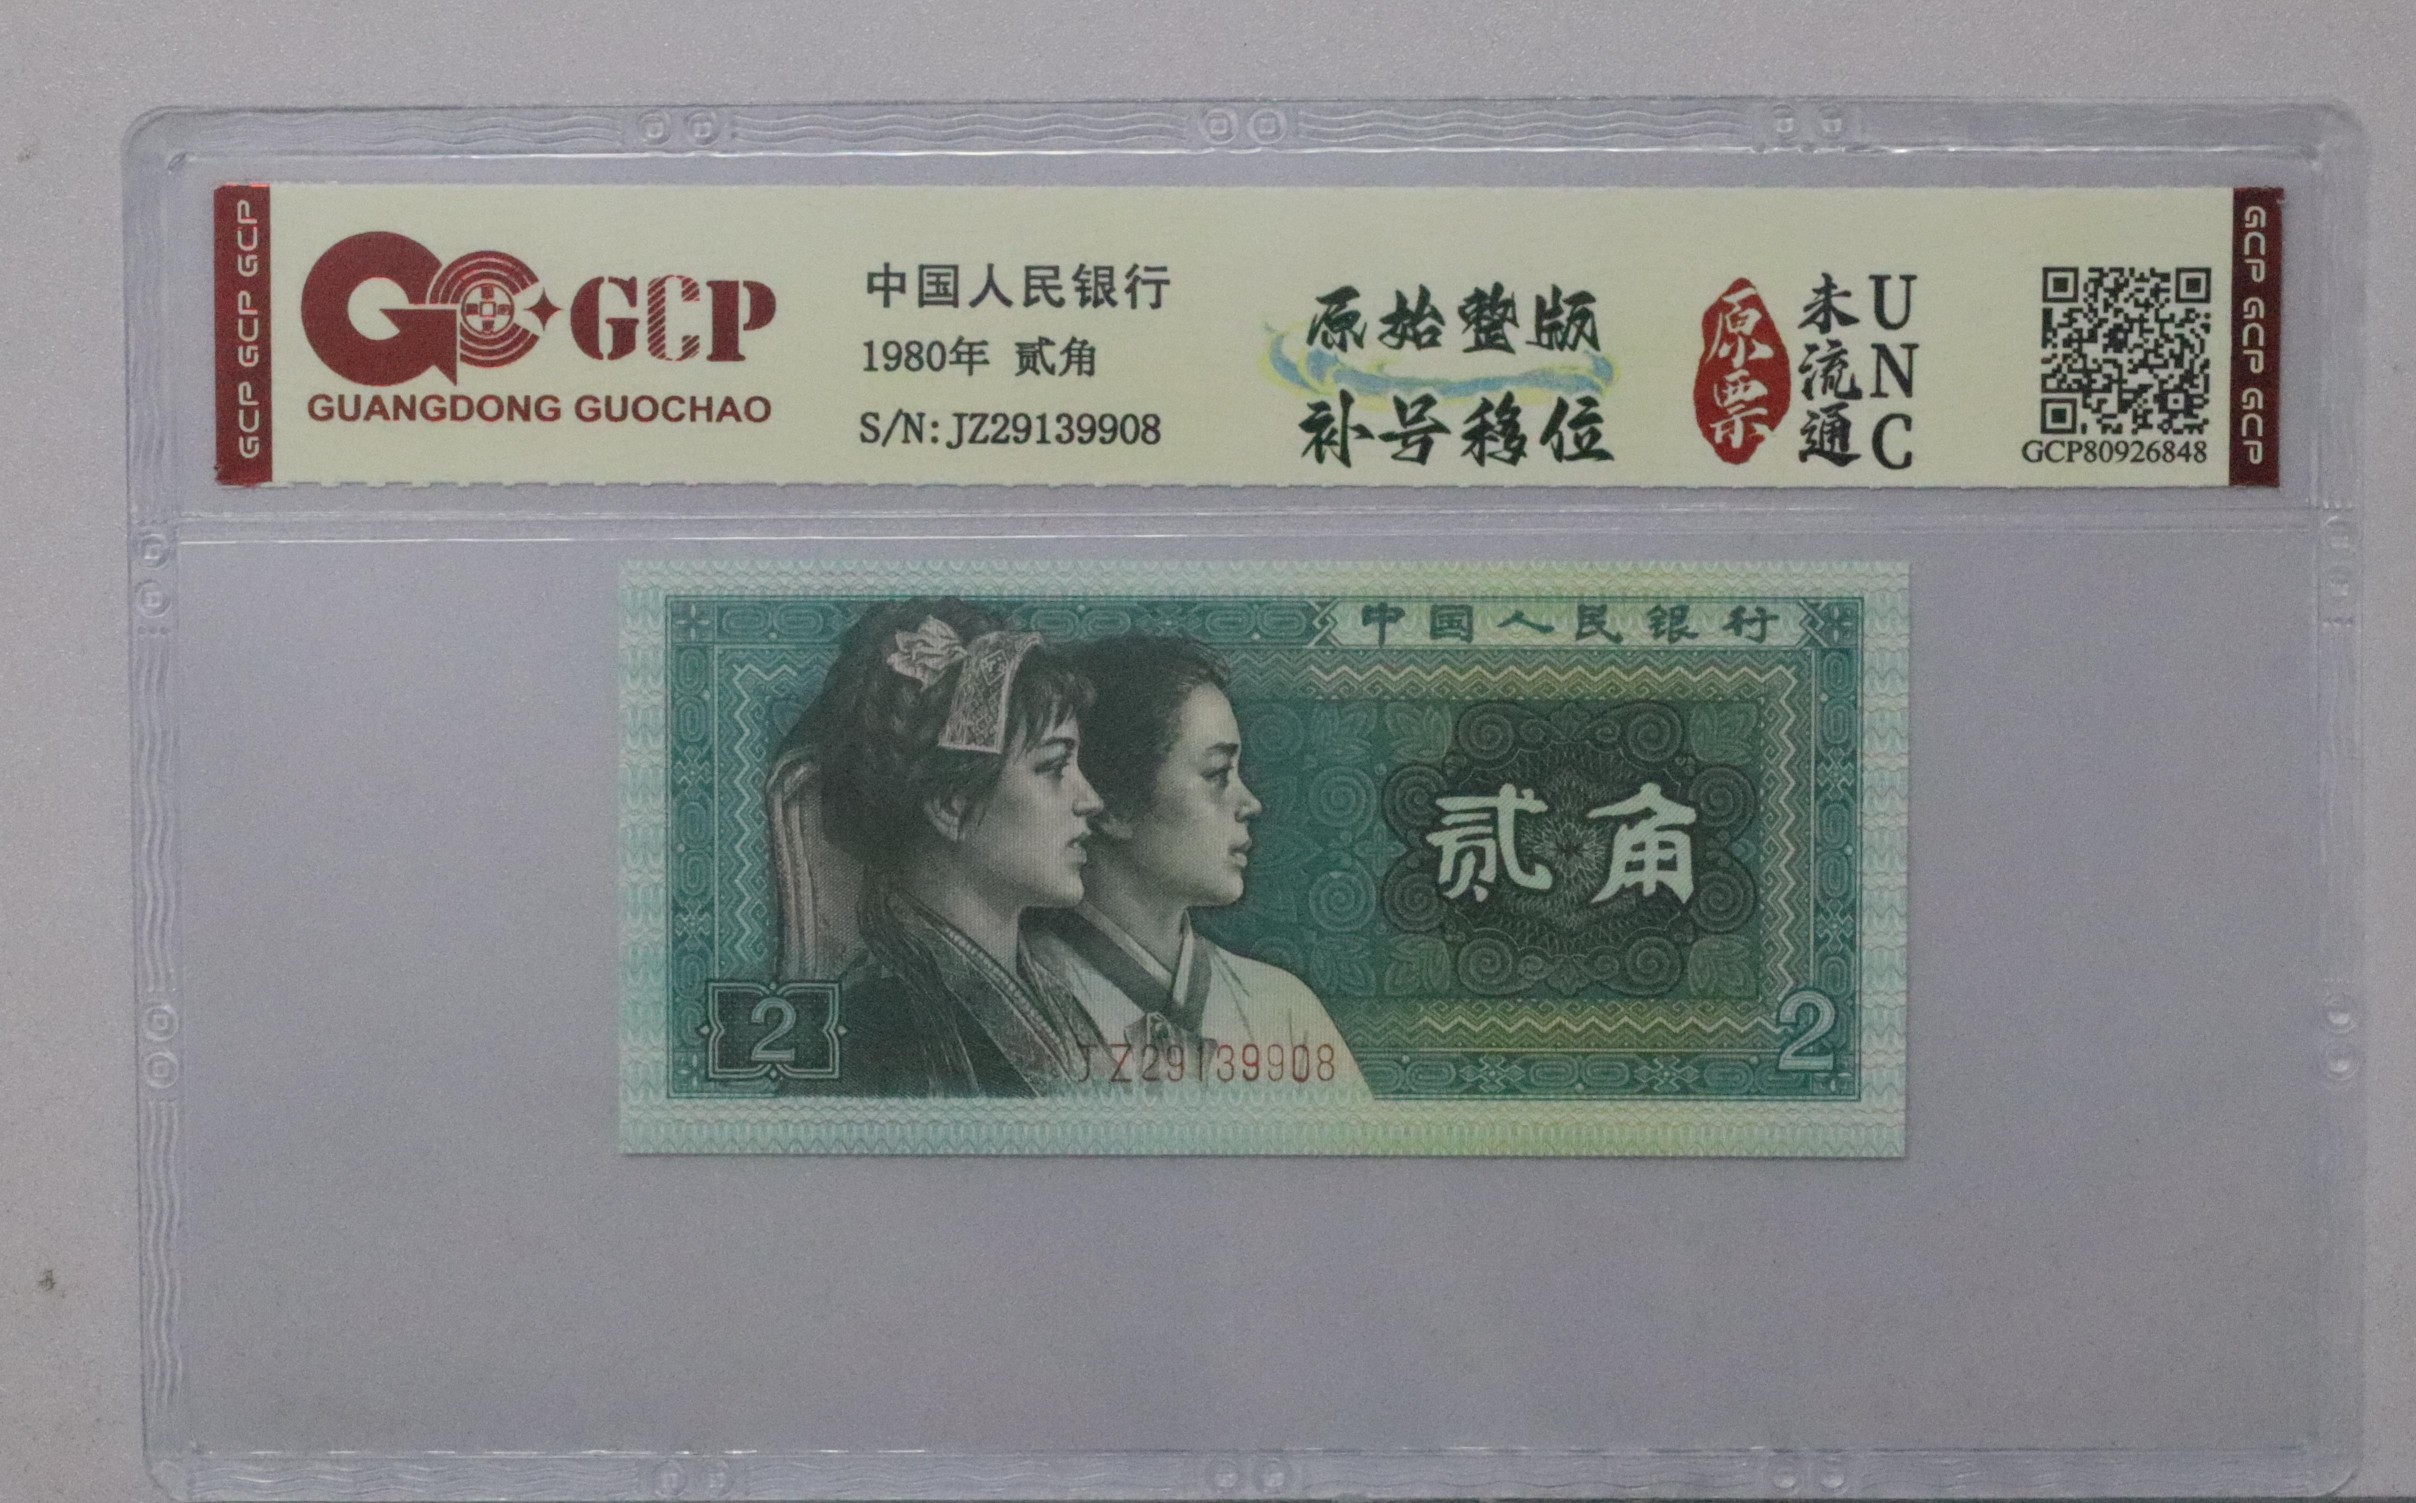 GCP GCP GCP
GCP
GUANGDONG GUOCHAO
中国人民银行
1980年 贰角
S/N: JZ29139908
原始整版
补号移位
原票
未流通
UNC
GCP80926848
GCP GCP GCP
中国人民银行
贰角
2
2
JZ29139908